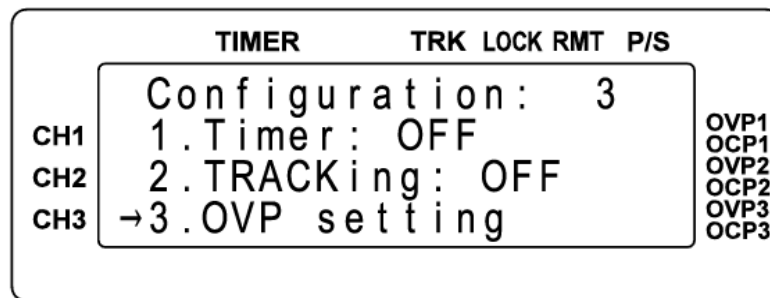 TIMER TRK LOCK RMT P/S
Configuration: 3
CH1 1.Timer: OFF OVP1
OCP1
CH2 2.TRACKing: OFF OVP2
OCP2
CH3 →3.OVP setting OVP3
OCP3